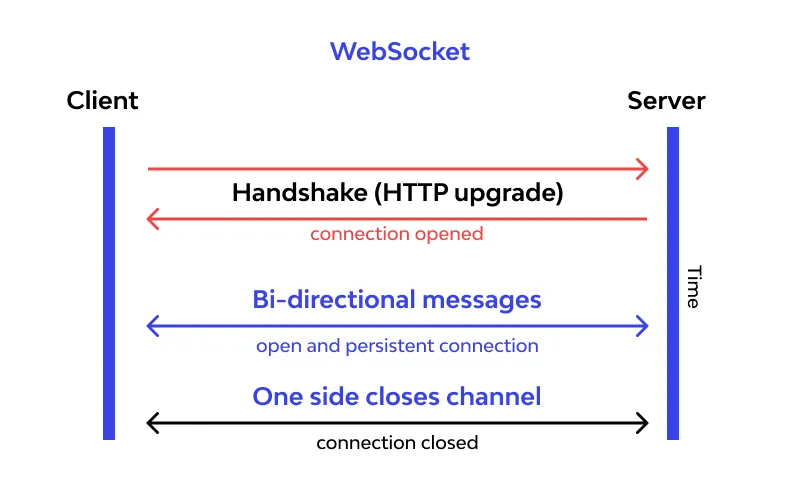 WebSocket
Client
Server
Handshake (HTTP upgrade)
connection opened
Time
Bi-directional messages
open and persistent connection
One side closes channel
connection closed